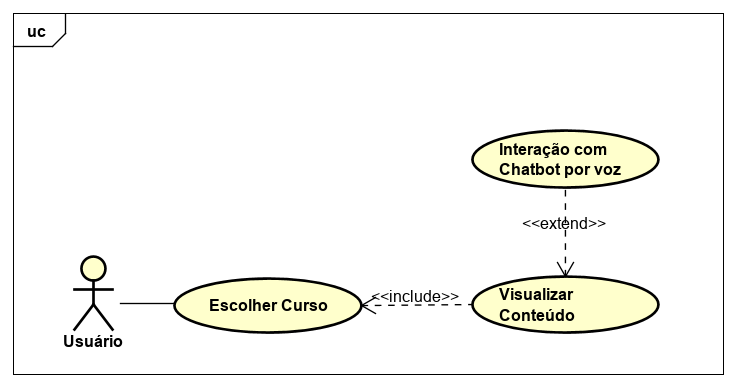 uc
Interação com
Chatbot por voz
<<extend>>
<<include>>
Visualizar
Conteúdo
Escolher Curso
Usuário